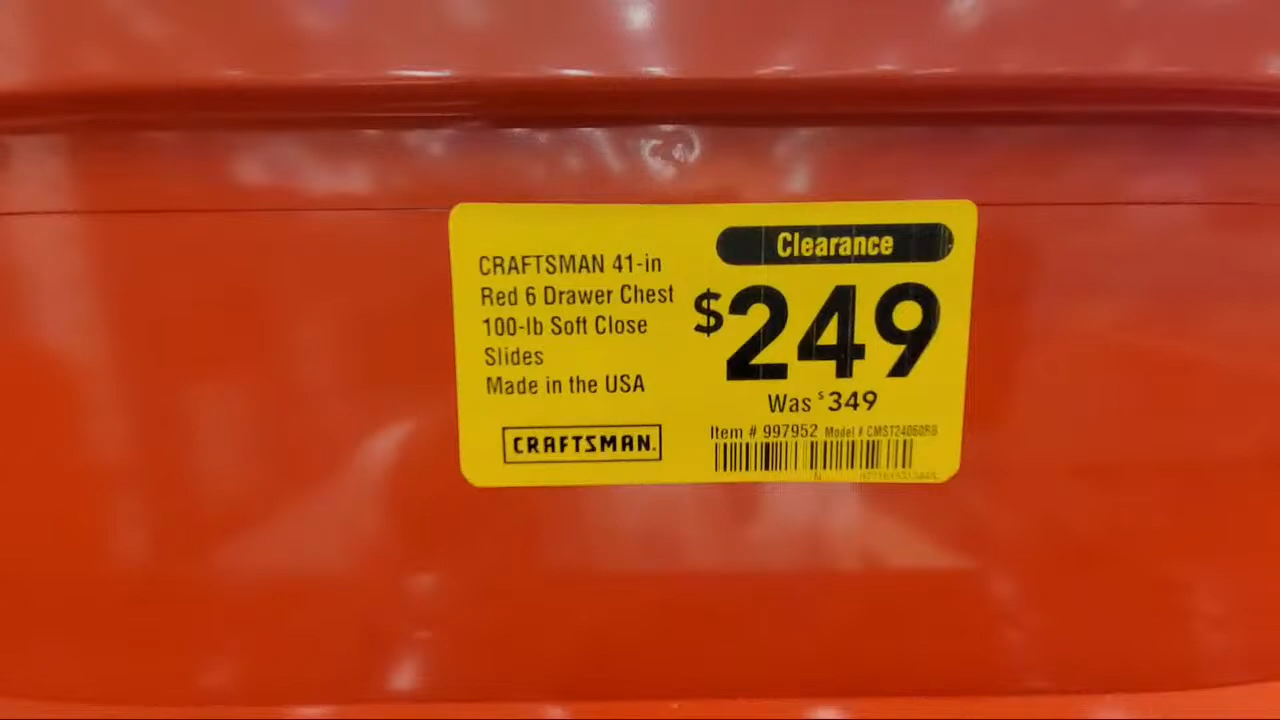 Clearance
CRAFTSMAN 41-in
Red 6 Drawer Chest
100-lb Soft Close
Slides
Made in the USA
$249
Was $349
Item # 997952 Model # CMST24060RB
CRAFTSMAN
N